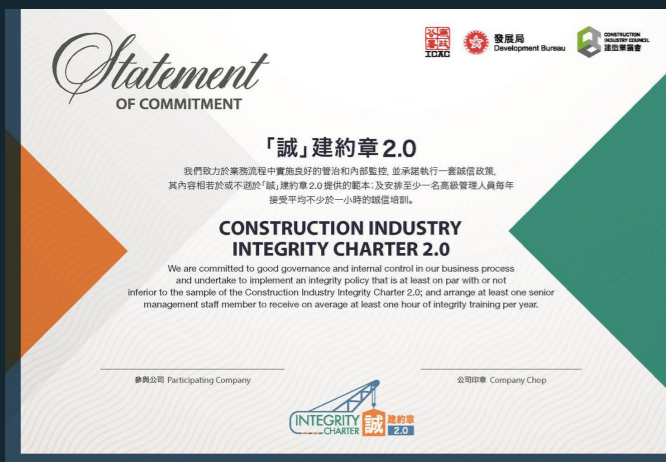 Statement
OF COMMITMENT
ICAC
發展局
Development Bureau
CONSTRUCTION
INDUSTRY COUNCIL
建造業議會
「誠」建約章 2.0
我們致力於業務流程中實施良好的管治和內部監控, 並承諾執行一套誠信政策,
其內容相若於或不遜於「誠」建約章 2.0 提供的範本; 及安排至少一名高級管理人員每年
接受平均不少於一小時的誠信培訓。
CONSTRUCTION INDUSTRY
INTEGRITY CHARTER 2.0
We are committed to good governance and internal control in our business process
and undertake to implement an integrity policy that is at least on par with or not
inferior to the sample of the Construction Industry Integrity Charter 2.0; and arrange at least one senior
management staff member to receive on average at least one hour of integrity training per year.
參與公司 Participating Company
公司印章 Company Chop
INTEGRITY
CHARTER
誠
建約章
2.0